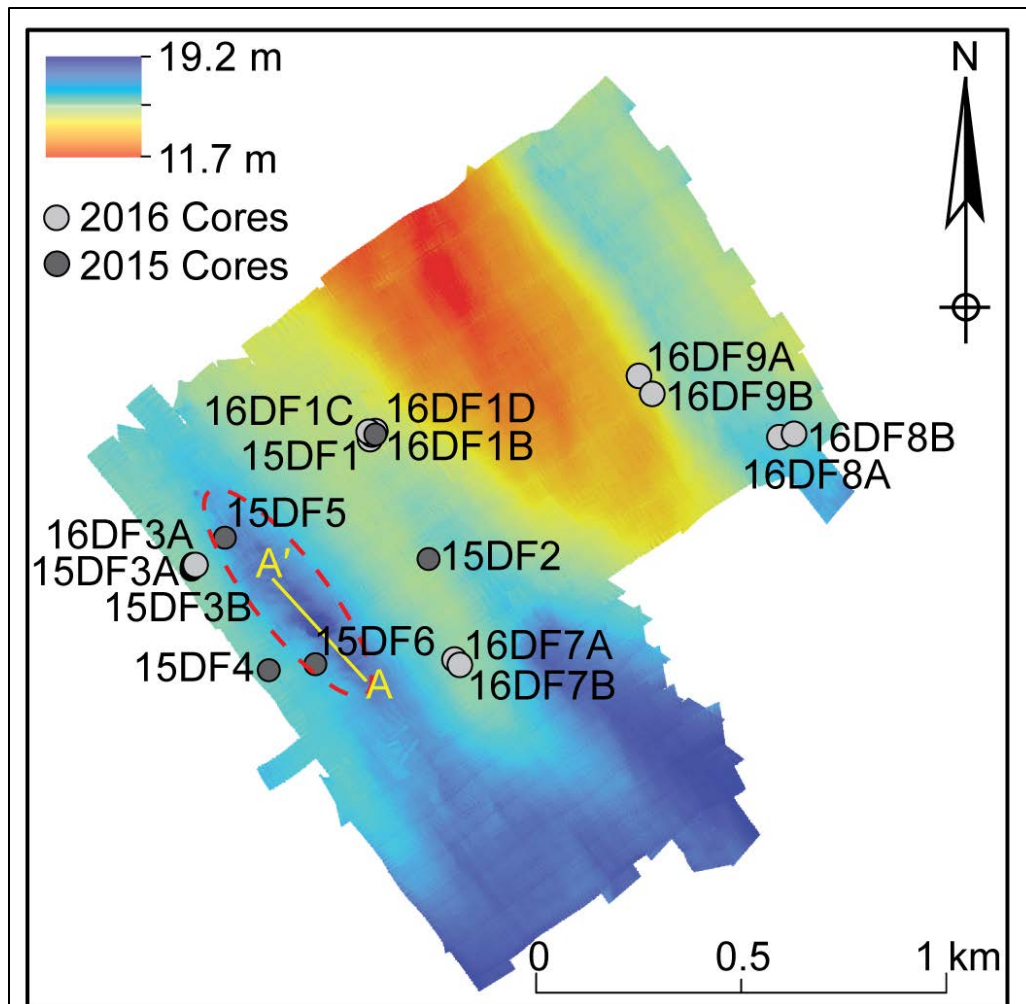 19.2 m
11.7 m
N
2016 Cores
2015 Cores
16DF9A
16DF9B
16DF1C 16DF1D
15DF1 16DF1B
16DF8B
16DF8A
15DF5
16DF3A
15DF3A
15DF3B
A'
15DF2
15DF6
15DF4
A
16DF7A
16DF7B
0 0.5 1 km